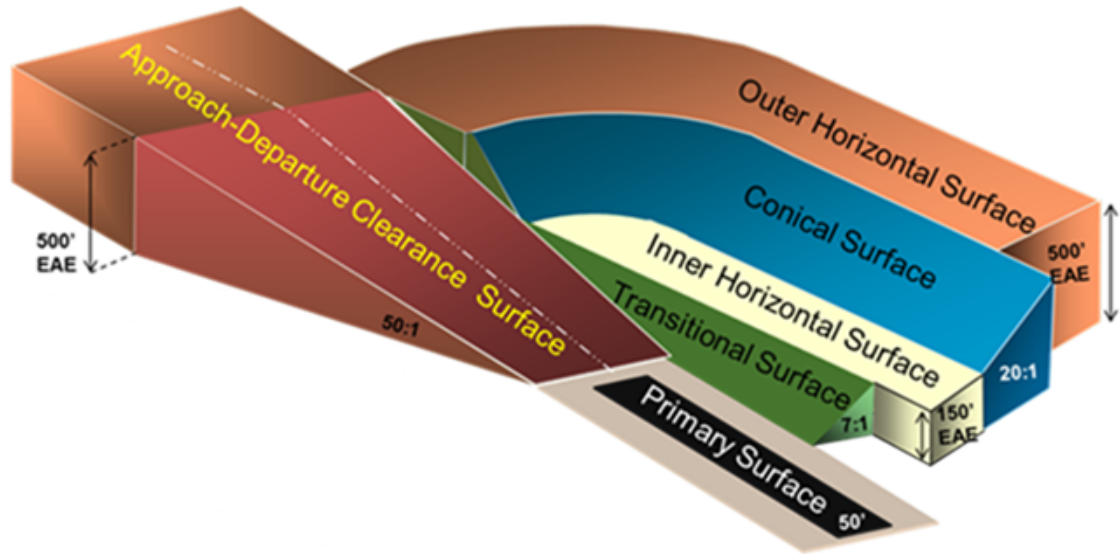 Approach-Departure Clearance Surface
Outer Horizontal Surface
Conical Surface
Inner Horizontal Surface
Transitional Surface
Primary Surface
500'
EAE
50:1
500'
EAE
20:1
150'
EAE
7:1
50'